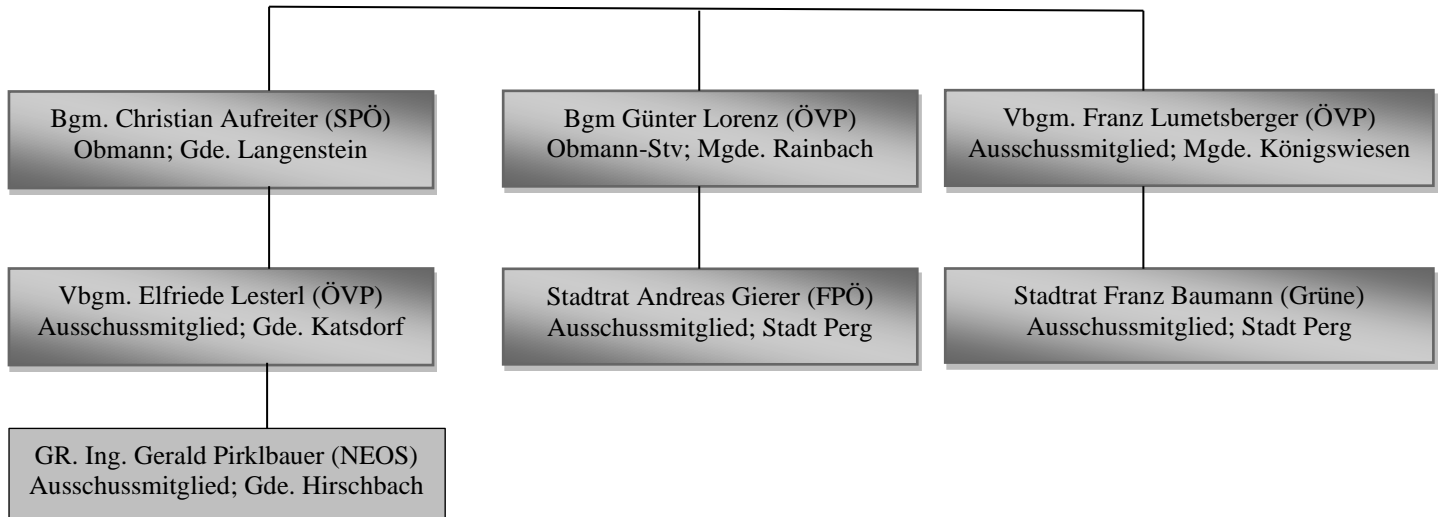 Bgm. Christian Aufreiter (SPÖ)
Obmann; Gde. Langenstein
Bgm Günter Lorenz (ÖVP)
Obmann-Stv; Mgde. Rainbach
Vbgm. Franz Lumetsberger (ÖVP)
Ausschussmitglied; Mgde. Königswiesen
Vbgm. Elfriede Lesterl (ÖVP)
Ausschussmitglied; Gde. Katsdorf
Stadtrat Andreas Gierer (FPÖ)
Ausschussmitglied; Stadt Perg
Stadtrat Franz Baumann (Grüne)
Ausschussmitglied; Stadt Perg
GR. Ing. Gerald Pirklbauer (NEOS)
Ausschussmitglied; Gde. Hirschbach